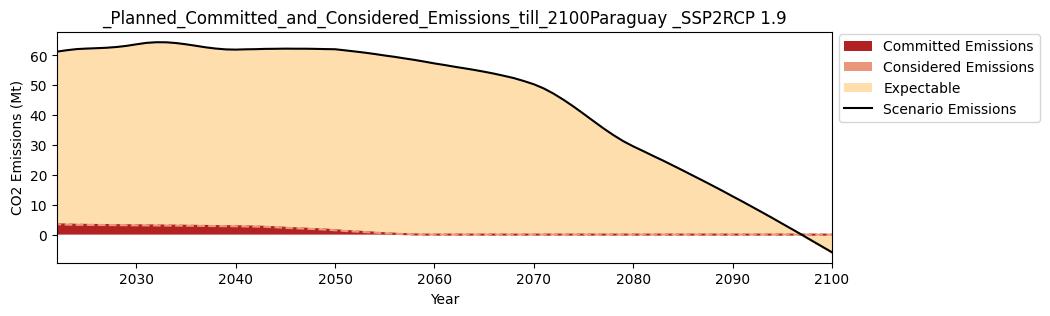 _Planned_Committed_and_Considered_Emissions_till_2100Paraguay _SSP2RCP 1.9
Committed Emissions
Considered Emissions
Expectable
Scenario Emissions
CO2 Emissions (Mt)
60
50
40
30
20
10
0
2030
2040
2050
2060
2070
2080
2090
2100
Year